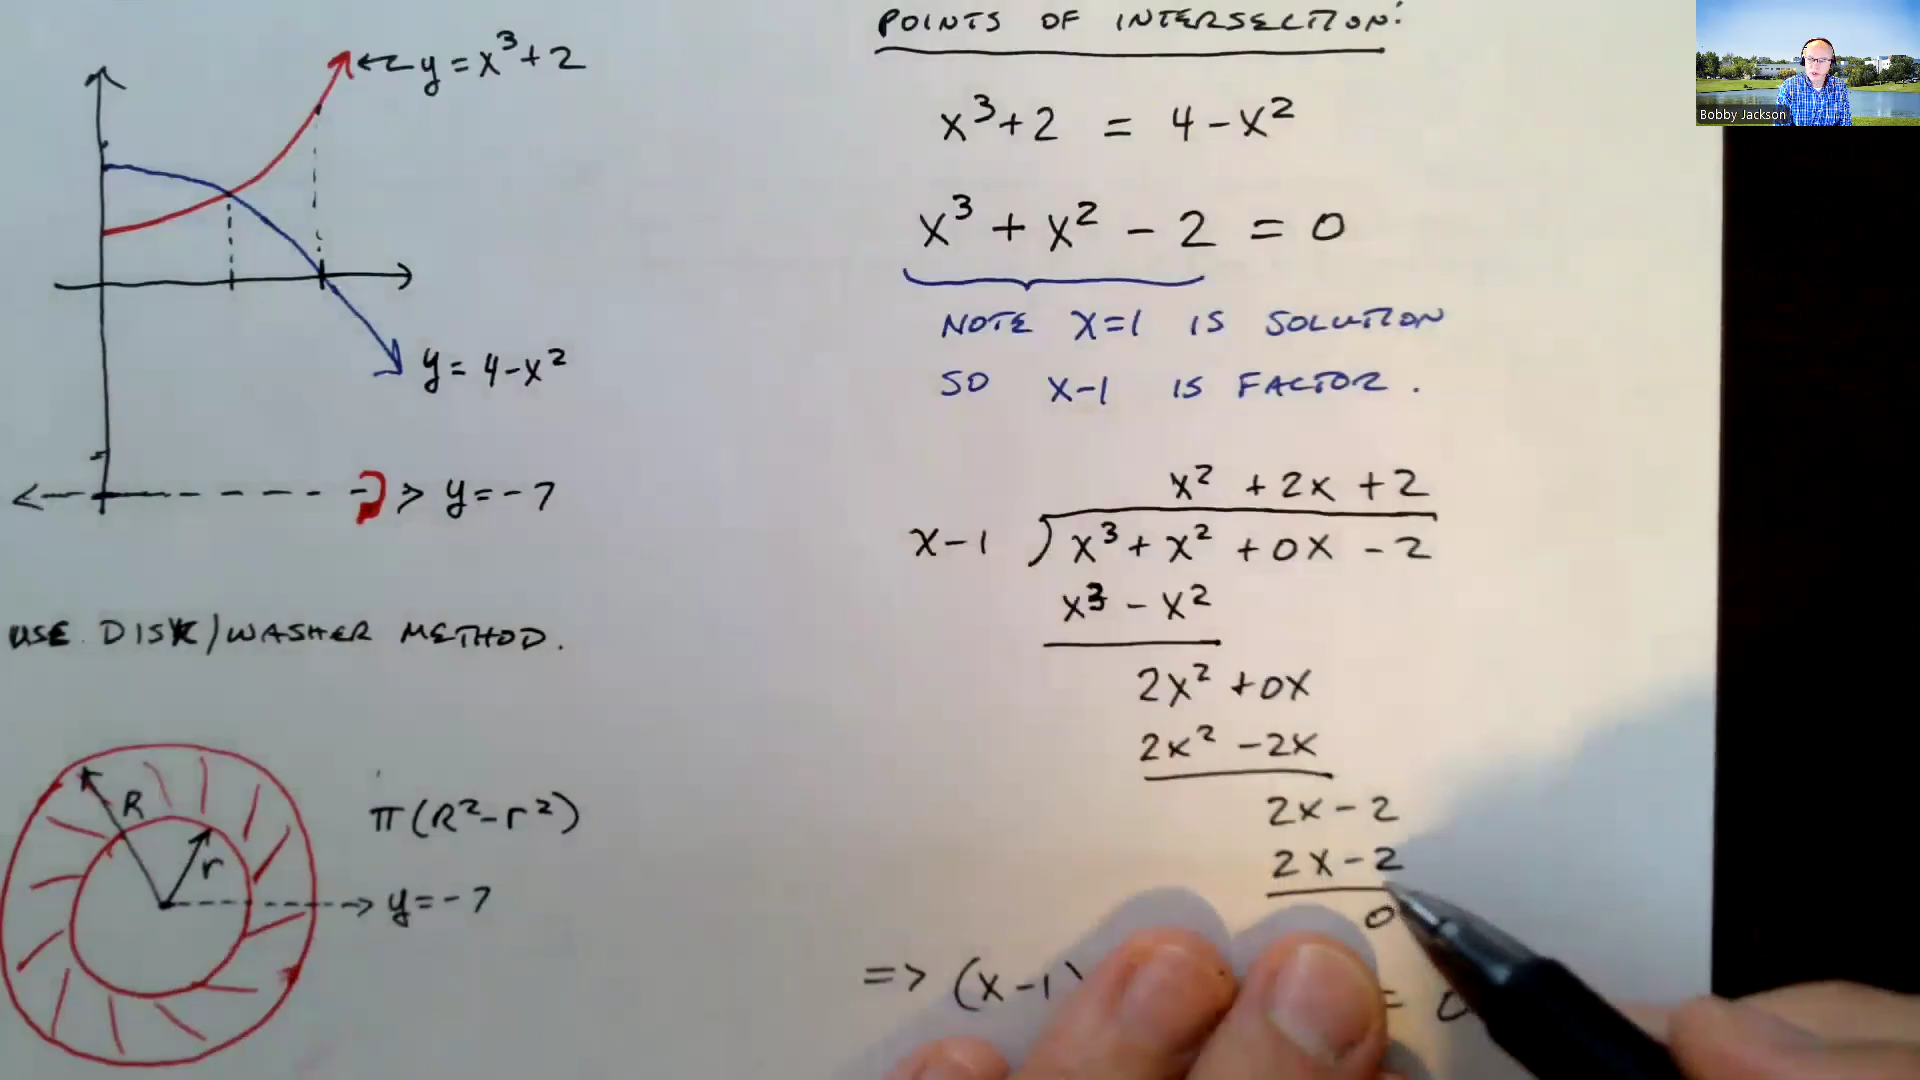 y = x³+2
y = 4-x²
y = -7
USE DISK/WASHER METHOD.
R
r
π(R²-r²)
y = -7
POINTS OF INTERSECTION:
x³+2 = 4-x²
x³ + x² - 2 = 0
NOTE x=1 IS SOLUTION
SO x-1 IS FACTOR.
x² + 2x + 2
x-1 ) x³ + x² + 0x - 2
x³ - x²
2x² + 0x
2x² - 2x
2x - 2
2x - 2
0
=> (x-1) = 0
Bobby Jackson